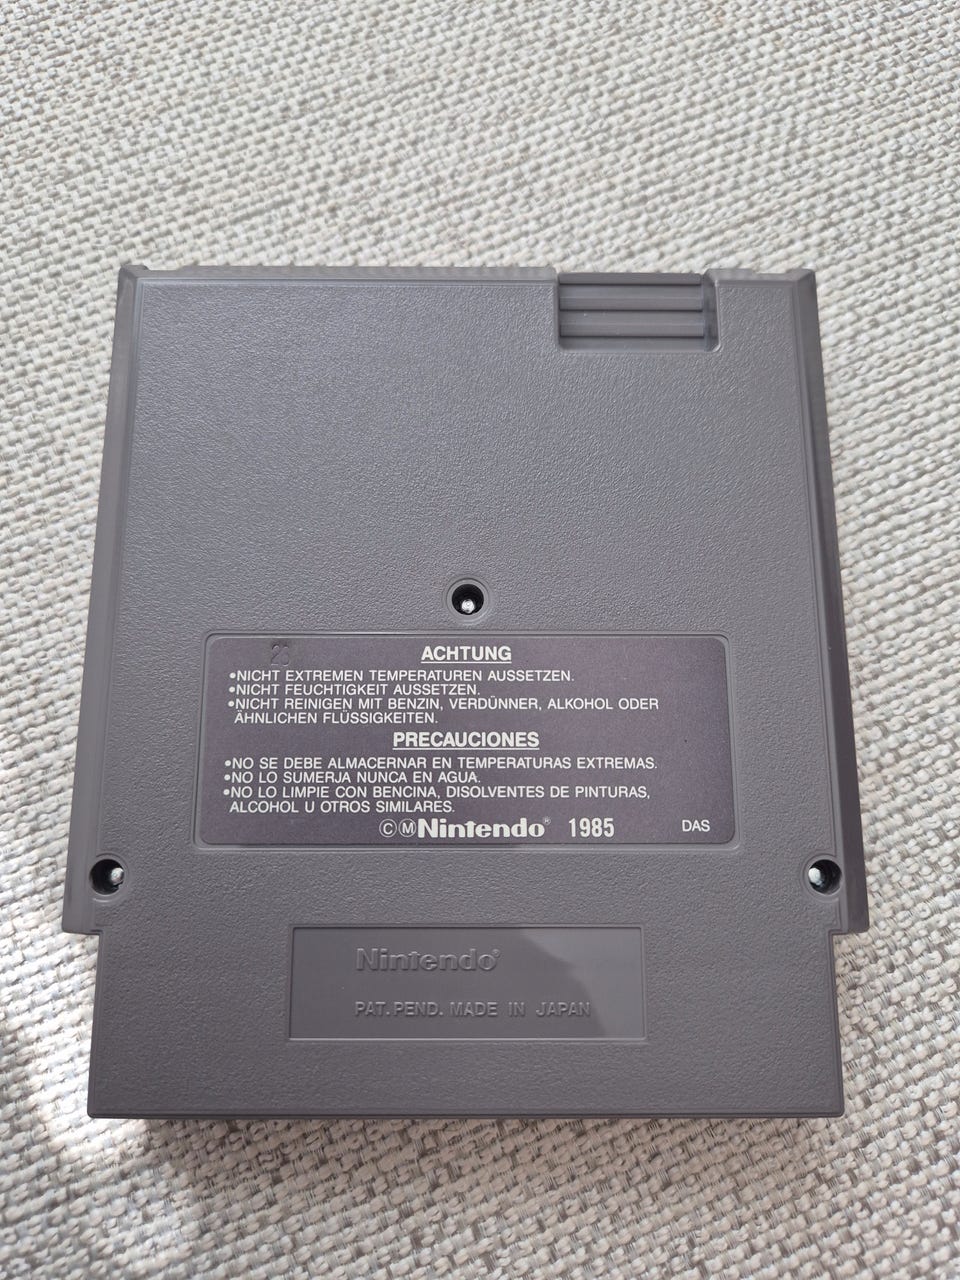 20
ACHTUNG
•NICHT EXTREMEN TEMPERATUREN AUSSETZEN.
•NICHT FEUCHTIGKEIT AUSSETZEN.
•NICHT REINIGEN MIT BENZIN, VERDÜNNER, ALKOHOL ODER
ÄHNLICHEN FLÜSSIGKEITEN.
PRECAUCIONES
•NO SE DEBE ALMACERNAR EN TEMPERATURAS EXTREMAS.
•NO LO SUMERJA NUNCA EN AGUA.
•NO LO LIMPIE CON BENCINA, DISOLVENTES DE PINTURAS,
ALCOHOL U OTROS SIMILARES.
ⒸⓂNintendo® 1985 DAS
Nintendo®
PAT. PEND. MADE IN JAPAN